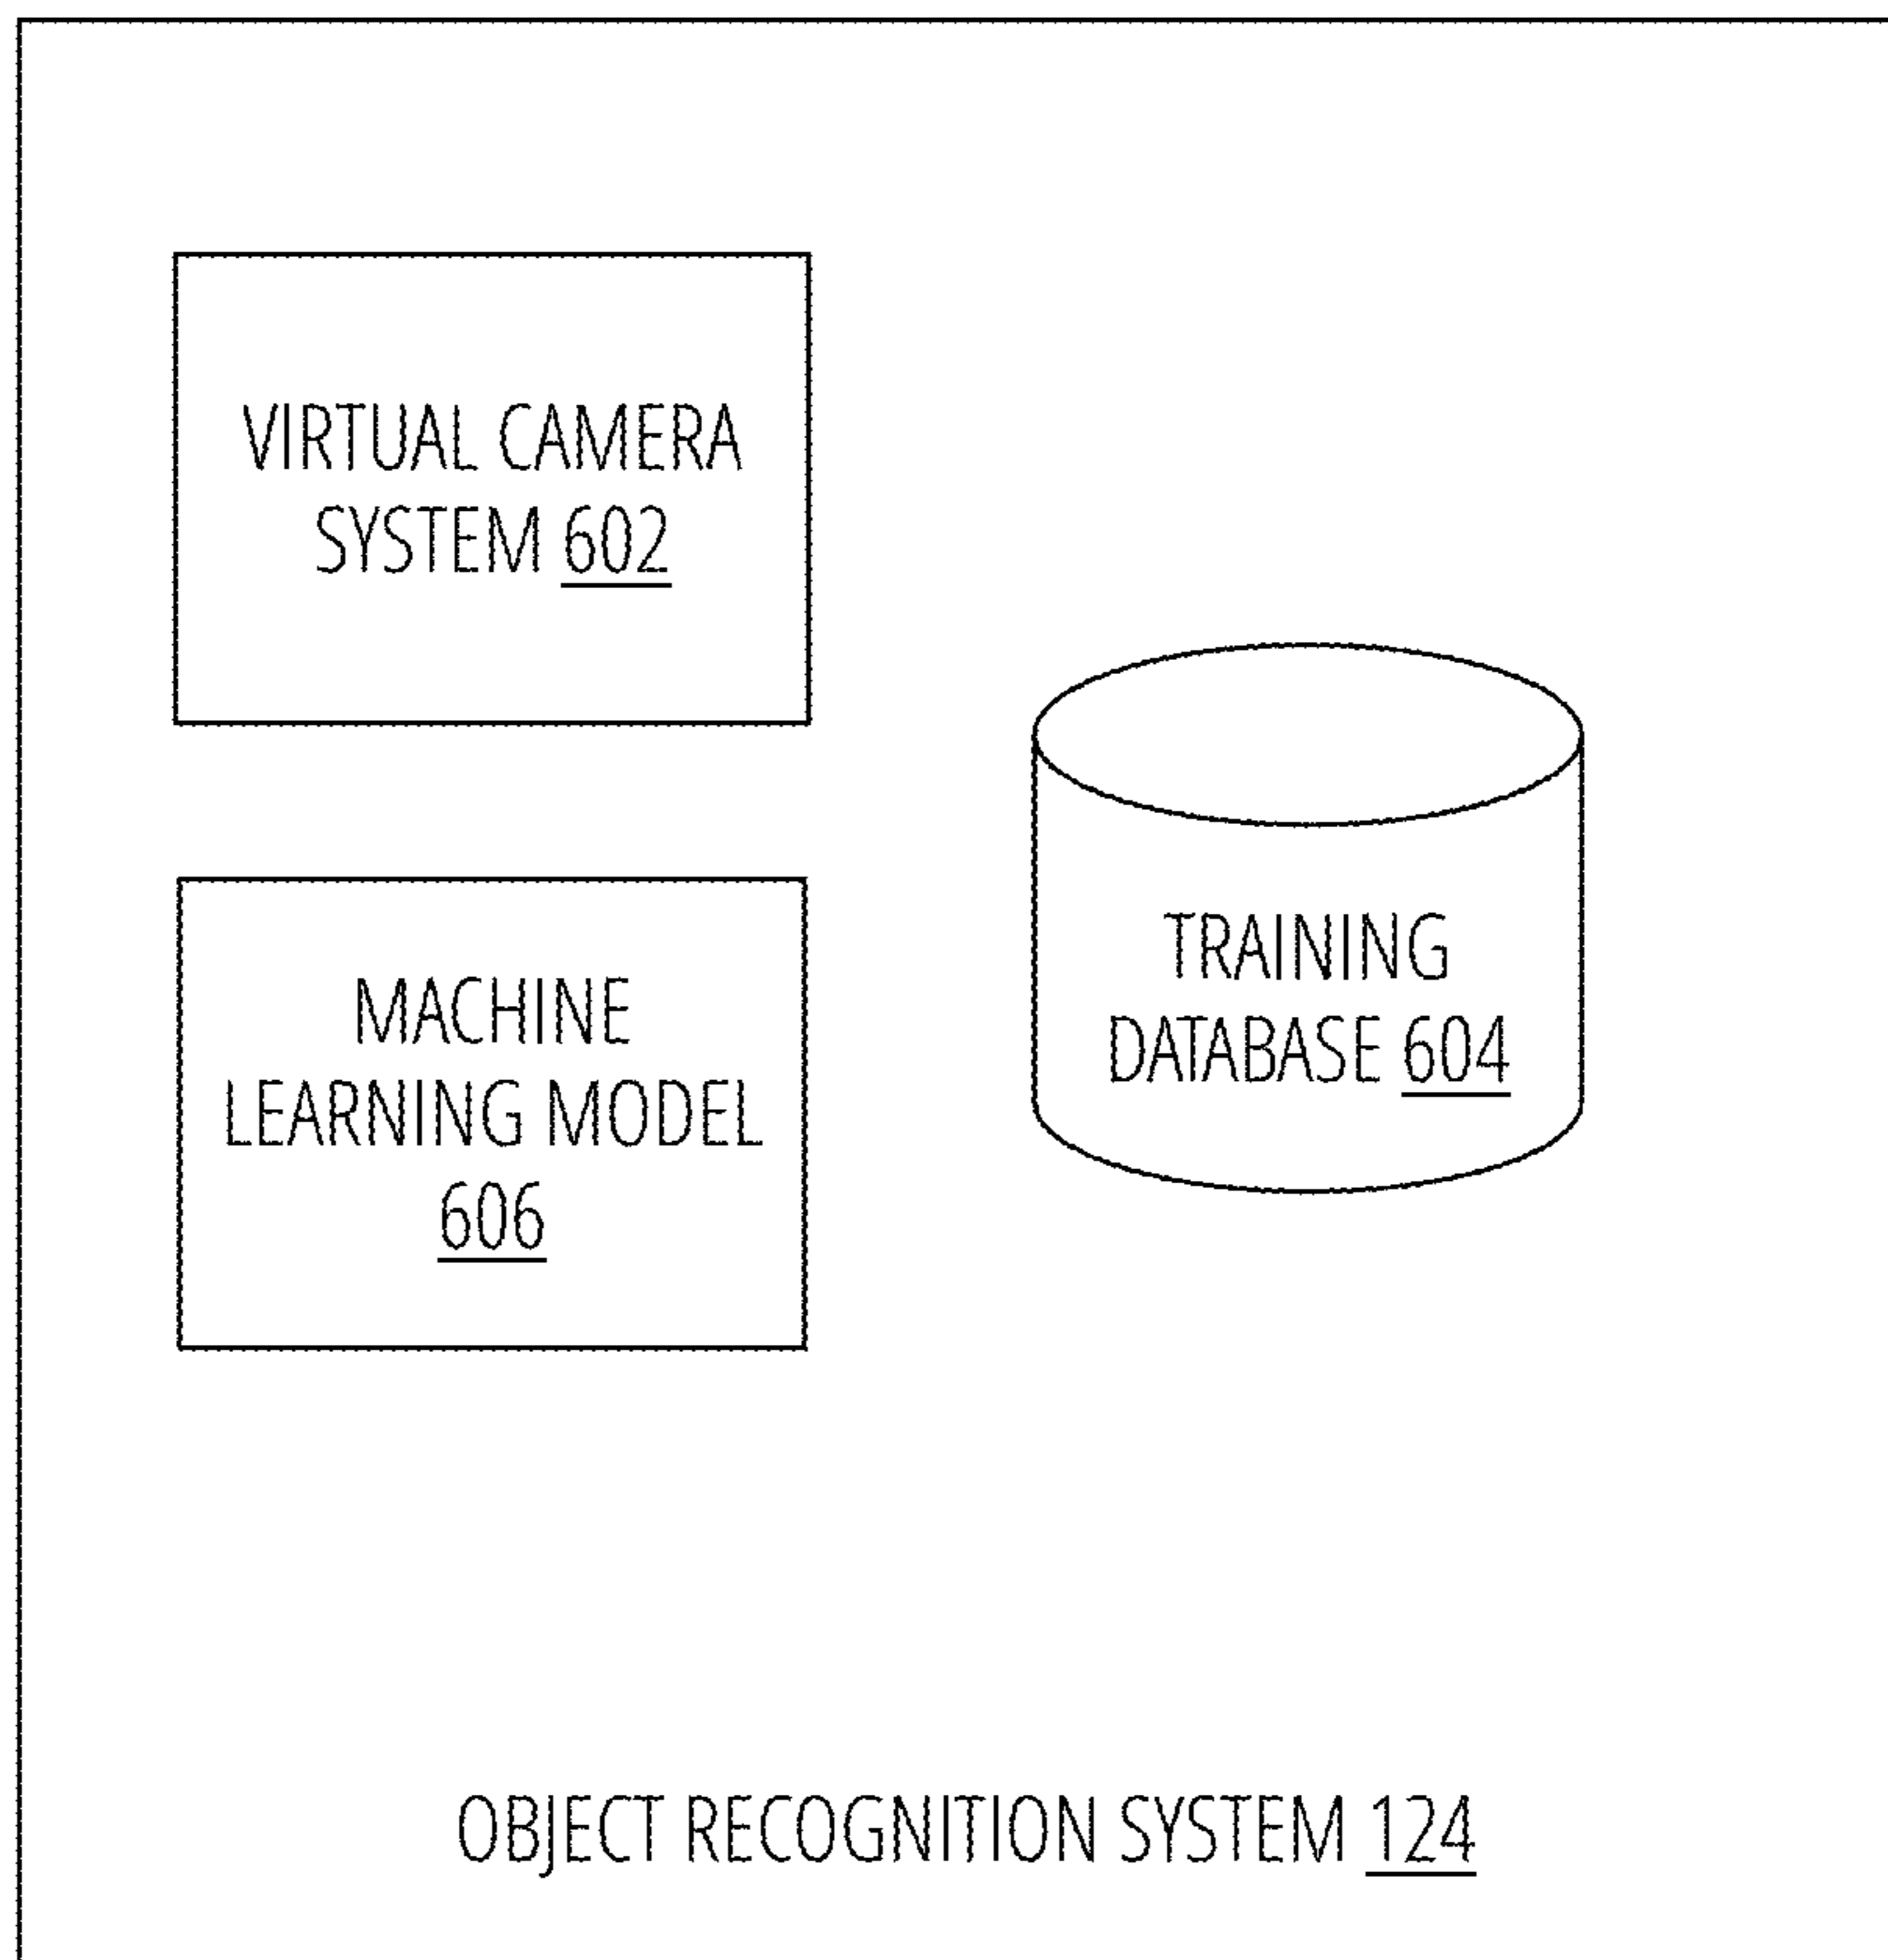 VIRTUAL CAMERA
SYSTEM 602
MACHINE
LEARNING MODEL
606
TRAINING
DATABASE 604
OBJECT RECOGNITION SYSTEM 124